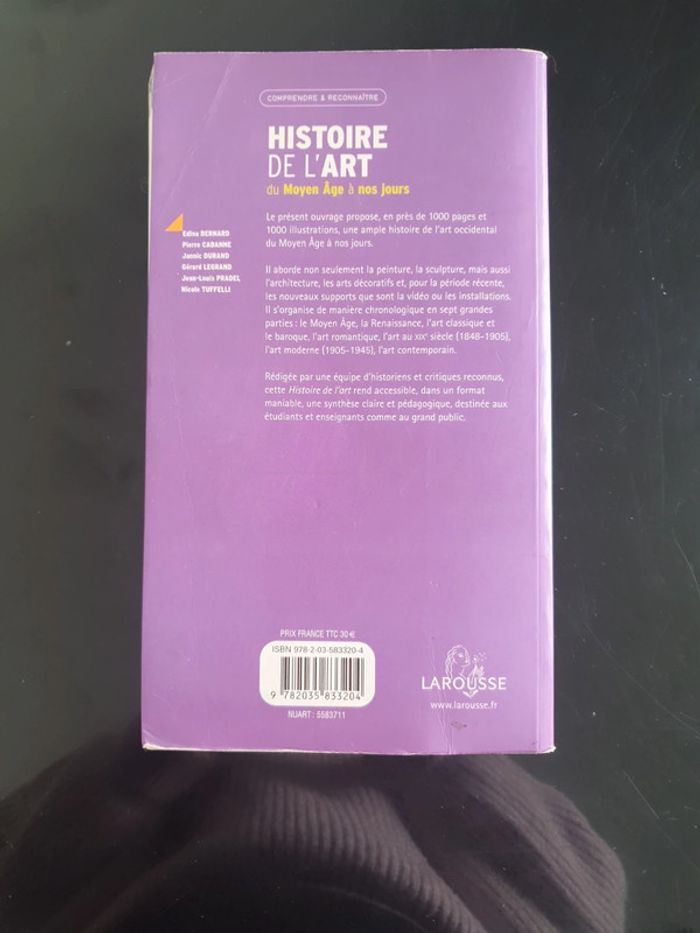 COMPRENDRE & RECONNAÎTRE
HISTOIRE
DE L'ART
du Moyen Âge à nos jours
Edina BERNARD
Pierre CABANNE
Jannic DURAND
Gérard LEGRAND
Jean-Louis PRADEL
Nicole TUFFELLI
Le présent ouvrage propose, en près de 1000 pages et
1000 illustrations, une ample histoire de l'art occidental
du Moyen Âge à nos jours.
Il aborde non seulement la peinture, la sculpture, mais aussi
l'architecture, les arts décoratifs et, pour la période récente,
les nouveaux supports que sont la vidéo ou les installations.
Il s'organise de manière chronologique en sept grandes
parties : le Moyen Âge, la Renaissance, l'art classique et
le baroque, l'art romantique, l'art au XIXe siècle (1848-1905),
l'art moderne (1905-1945), l'art contemporain.
Rédigée par une équipe d'historiens et critiques reconnus,
cette Histoire de l'art rend accessible, dans un format
maniable, une synthèse claire et pédagogique, destinée aux
étudiants et enseignants comme au grand public.
PRIX FRANCE TTC 30 €
ISBN 978-2-03-583320-4
9 782035 833204
NUART : 5583711
LAROUSSE
www.larousse.fr